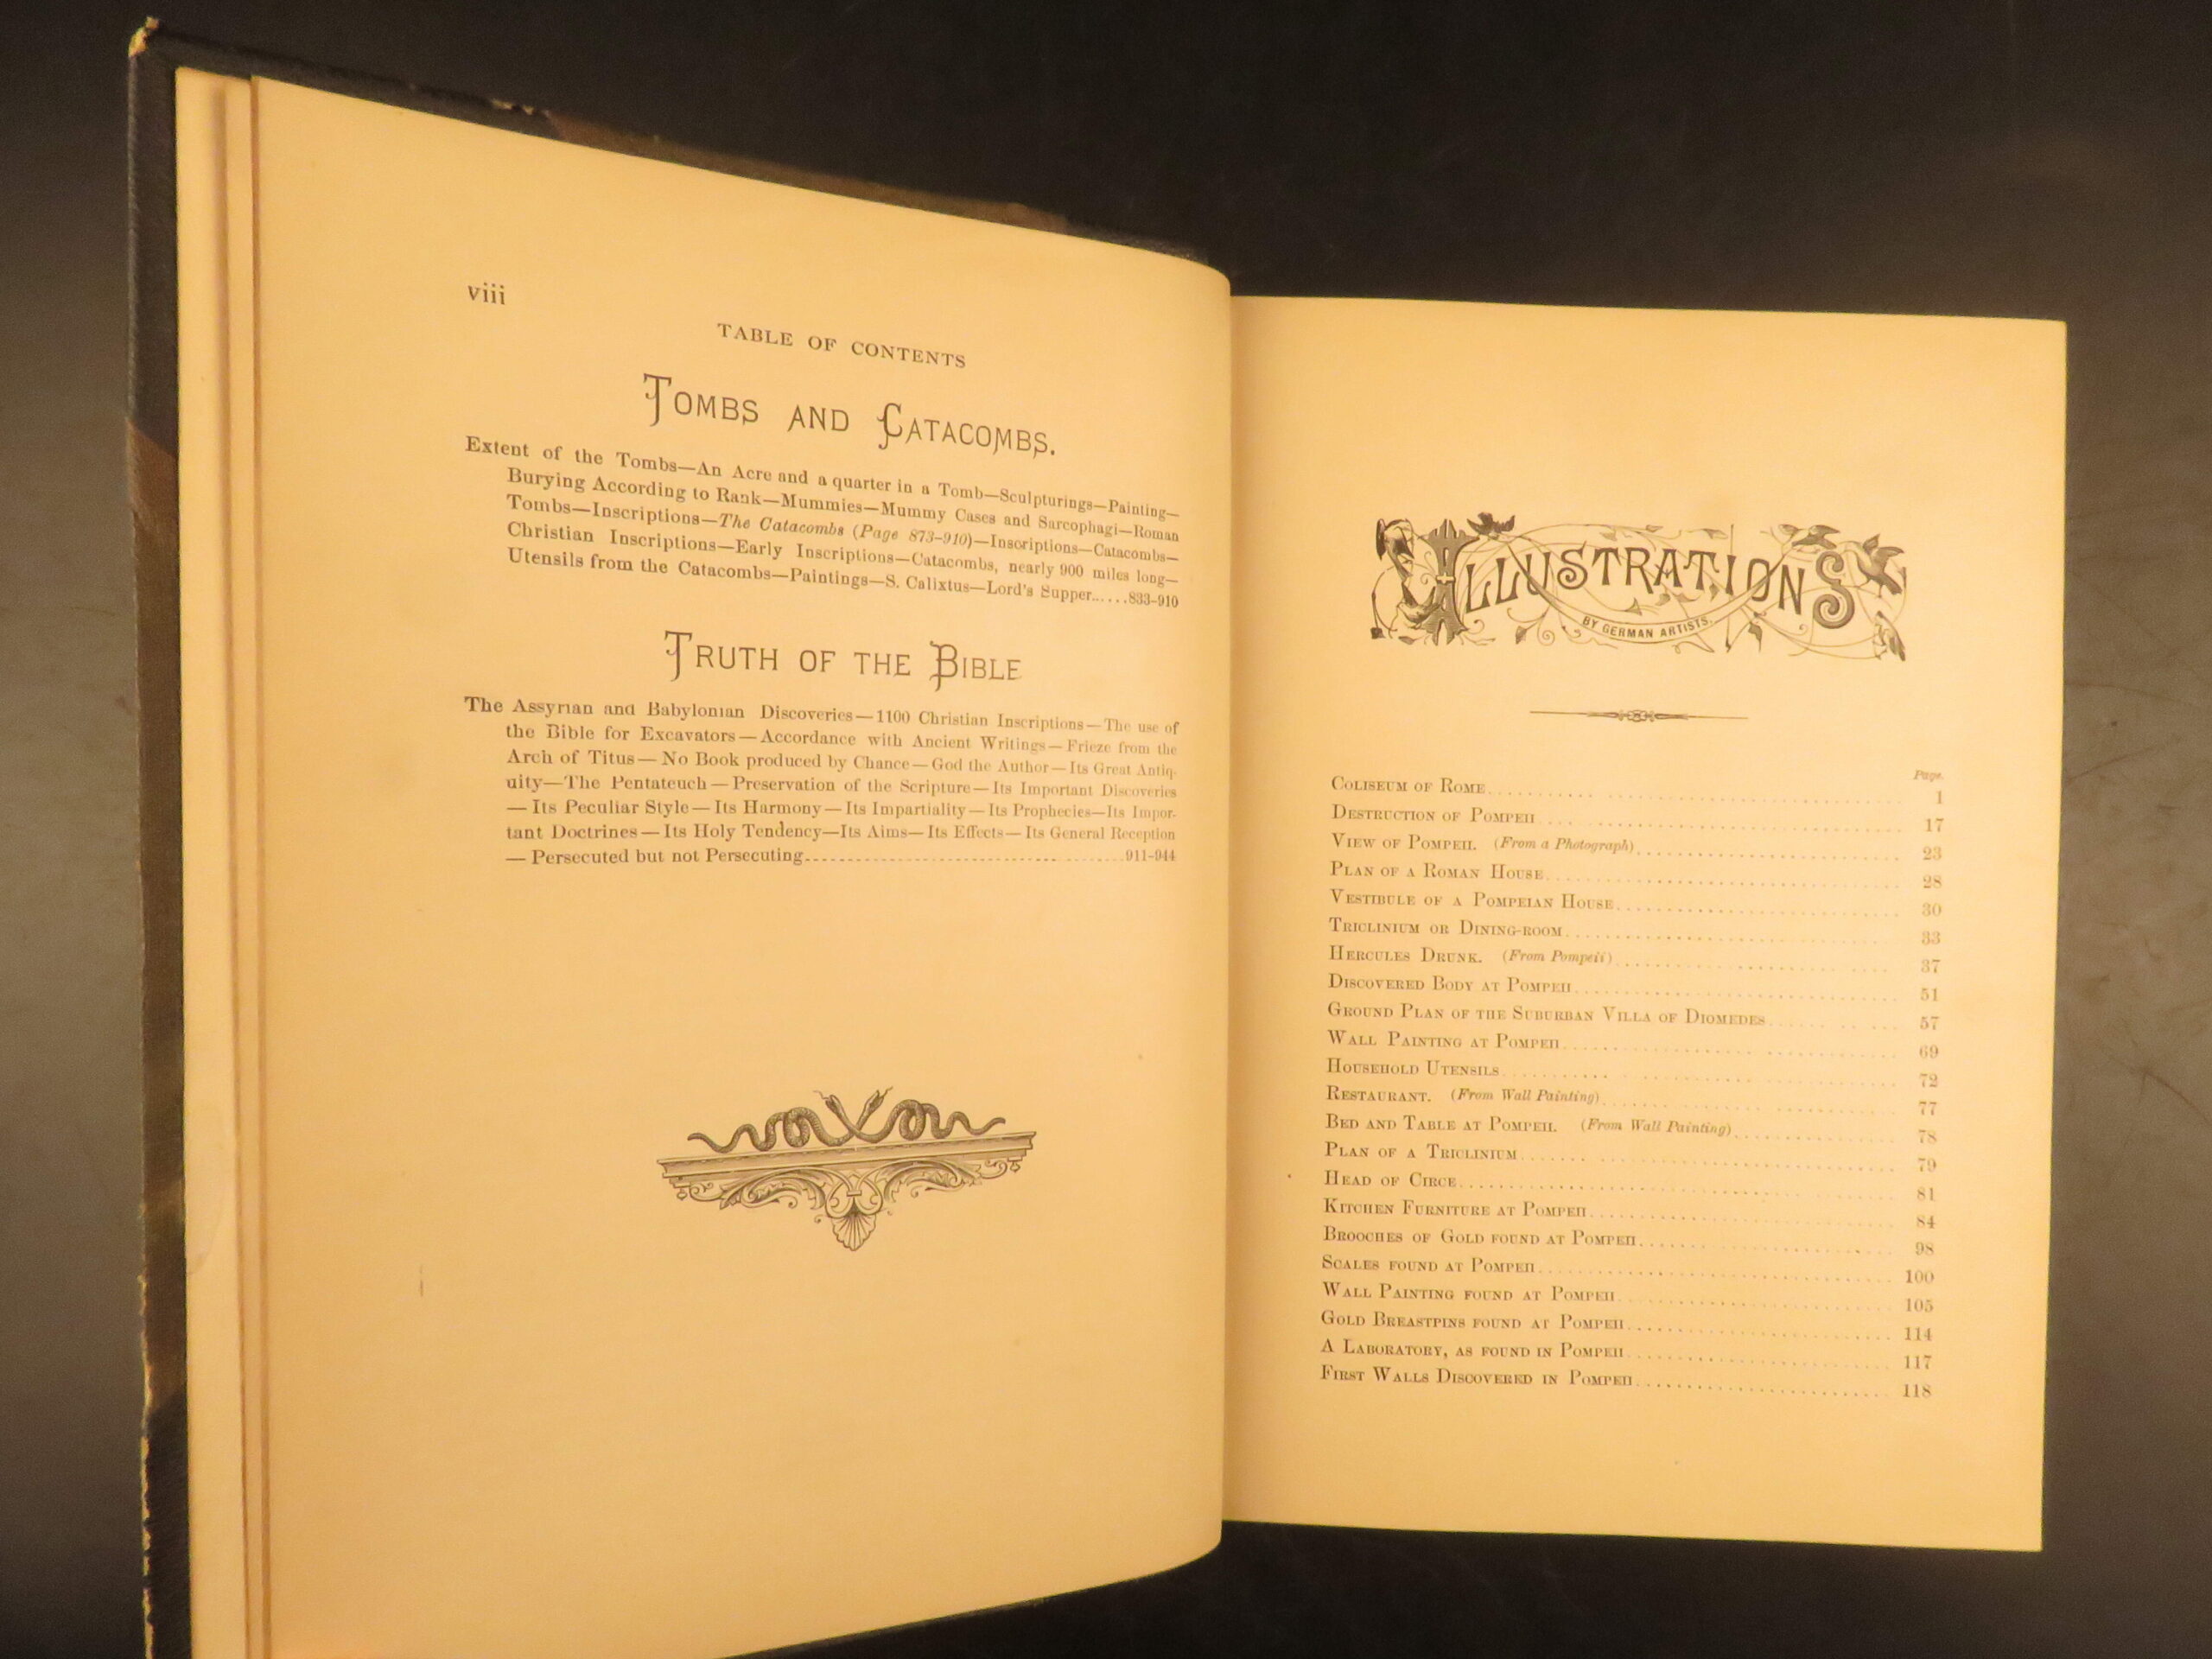 viii
TABLE OF CONTENTS
TOMBS AND CATACOMBS.
Extent of the Tombs—An Acre and a quarter in a Tomb—Sculpturings—Painting—
Burying According to Rank—Mummies—Mummy Cases and Sarcophagi—Roman
Tombs—Inscriptions—The Catacombs (Page 873-910)—Inscriptions—Catacombs—
Christian Inscriptions—Early Inscriptions—Catacombs, nearly 900 miles long—
Utensils from the Catacombs—Paintings—S. Calixtus—Lord's Supper......833-910
TRUTH OF THE BIBLE
The Assyrian and Babylonian Discoveries—1100 Christian Inscriptions—The use of
the Bible for Excavators—Accordance with Ancient Writings—Frieze from the
Arch of Titus—No Book produced by Chance—God the Author—Its Great Antiq-
uity—The Pentateuch—Preservation of the Scripture—Its Important Discoveries
—Its Peculiar Style—Its Harmony—Its Impartiality—Its Prophecies—Its Impor-
tant Doctrines—Its Holy Tendency—Its Aims—Its Effects—Its General Reception
—Persecuted but not Persecuting........911-944
ILLUSTRATIONS
BY GERMAN ARTISTS.
Page.
COLISEUM OF ROME........1
DESTRUCTION OF POMPEII........17
VIEW OF POMPEII. (From a Photograph)........23
PLAN OF A ROMAN HOUSE........28
VESTIBULE OF A POMPEIAN HOUSE........30
TRICLINIUM OR DINING-ROOM........33
HERCULES DRUNK. (From Pompeii)........37
DISCOVERED BODY AT POMPEII........51
GROUND PLAN OF THE SUBURBAN VILLA OF DIOMEDES........57
WALL PAINTING AT POMPEII........69
HOUSEHOLD UTENSILS........72
RESTAURANT. (From Wall Painting)........77
BED AND TABLE AT POMPEII. (From Wall Painting)........78
PLAN OF A TRICLINIUM........79
HEAD OF CIRCE........81
KITCHEN FURNITURE AT POMPEII........84
BROOCHES OF GOLD FOUND AT POMPEII........98
SCALES FOUND AT POMPEII........100
WALL PAINTING FOUND AT POMPEII........105
GOLD BREASTPINS FOUND AT POMPEII........114
A LABORATORY, AS FOUND IN POMPEII........117
FIRST WALLS DISCOVERED IN POMPEII........118